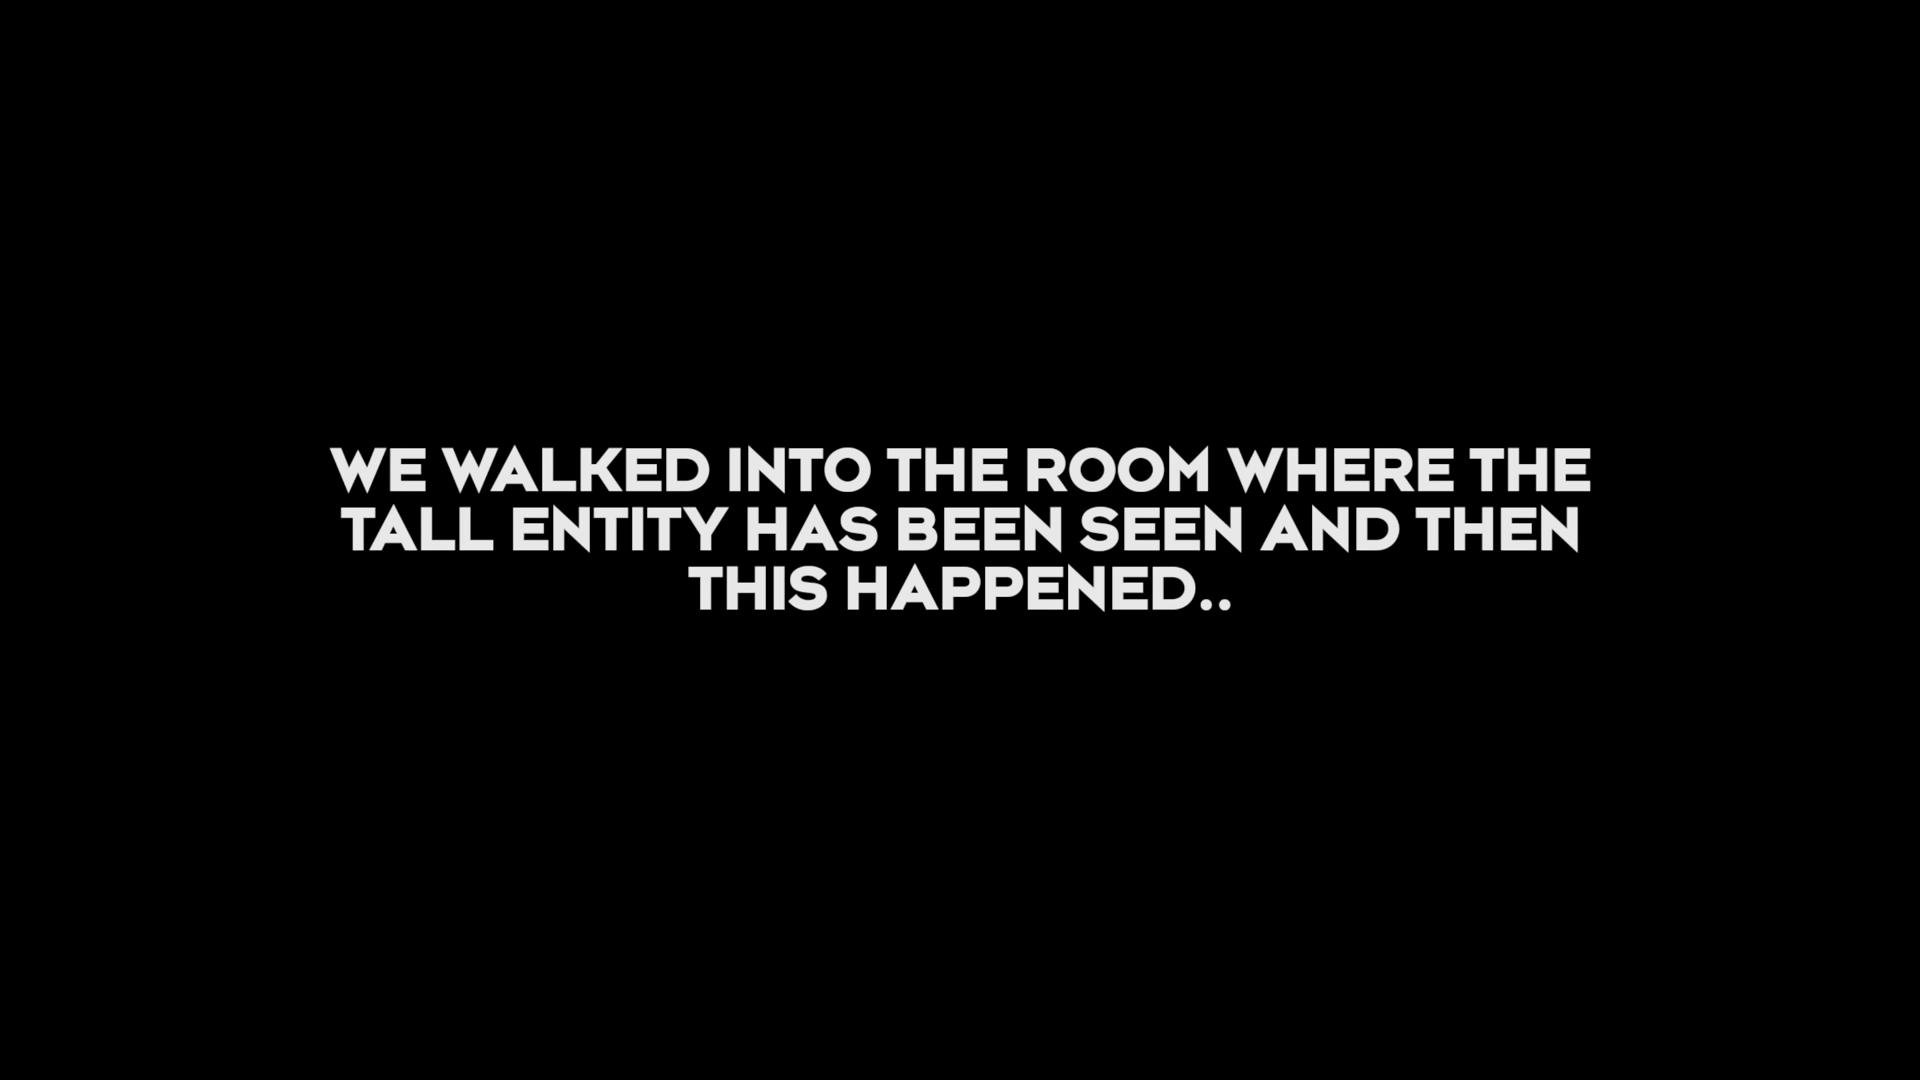 WE WALKED INTO THE ROOM WHERE THE
TALL ENTITY HAS BEEN SEEN AND THEN
THIS HAPPENED..